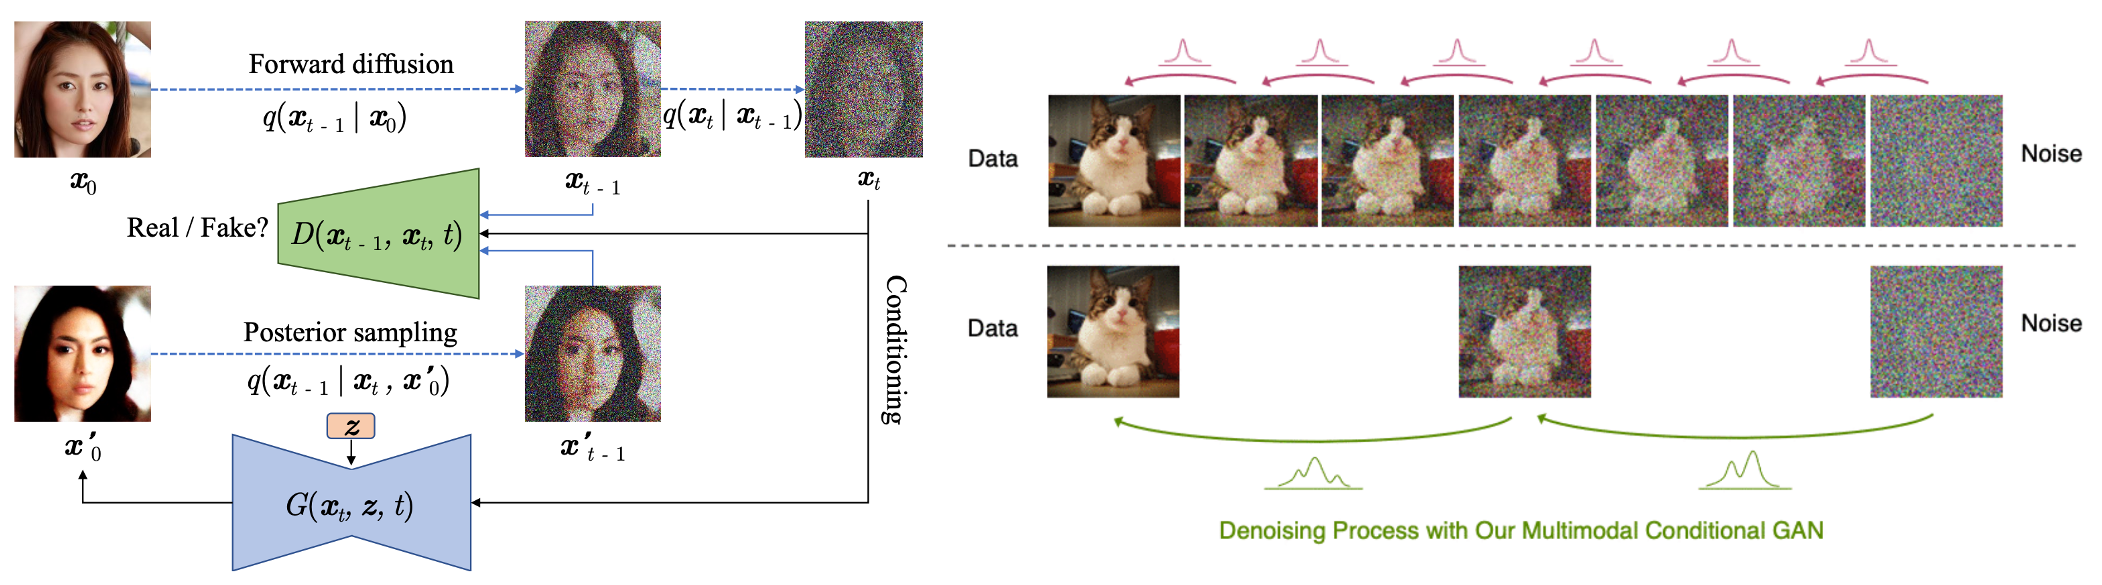 Forward diffusion
q(x_{t-1} | x_0)
q(x_t | x_{t-1})
x_0
x_{t-1}
x_t
Real / Fake?
D(x_{t-1}, x_t, t)
Conditioning
Posterior sampling
q(x_{t-1} | x_t, x'_0)
z
x'_0
x'_{t-1}
G(x_t, z, t)
Data
Noise
Data
Noise
Denoising Process with Our Multimodal Conditional GAN